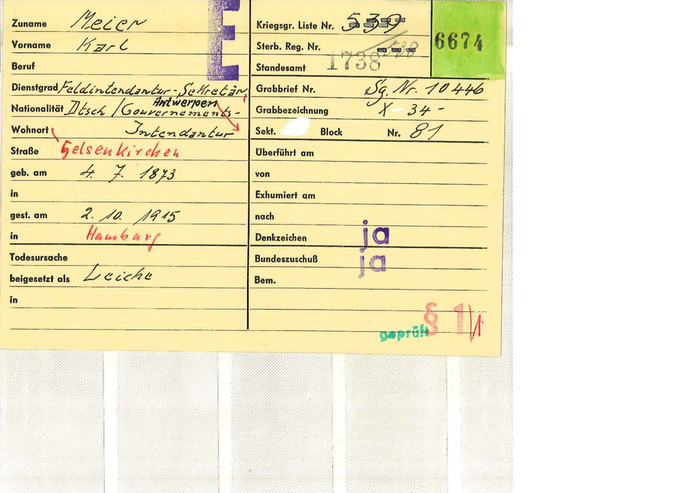 E
Zuname Meier
Vorname Karl
Beruf
Dienstgrad Feldintendantur-Sekretär,
Antwerpen
Nationalität Dtsch /Gouvernements-
Wohnort Intendantur
Straße Gelsenkirchen
geb. am 4. 7. 1873
in
gest. am 2. 10. 1915
in Hamburg
Todesursache
beigesetzt als Leiche
in
Kriegsgr. Liste Nr. 539
Sterb. Reg. Nr.
1738
Standesamt
6674
Grabbrief Nr. Sg. Nr. 10446
Grabbezeichnung X - 34 -
Sekt. Block Nr. 81
Überführt am
von
Exhumiert am
nach
Denkzeichen ja
Bundeszuschuß ja
Bem.
§ 1/1
geprüft